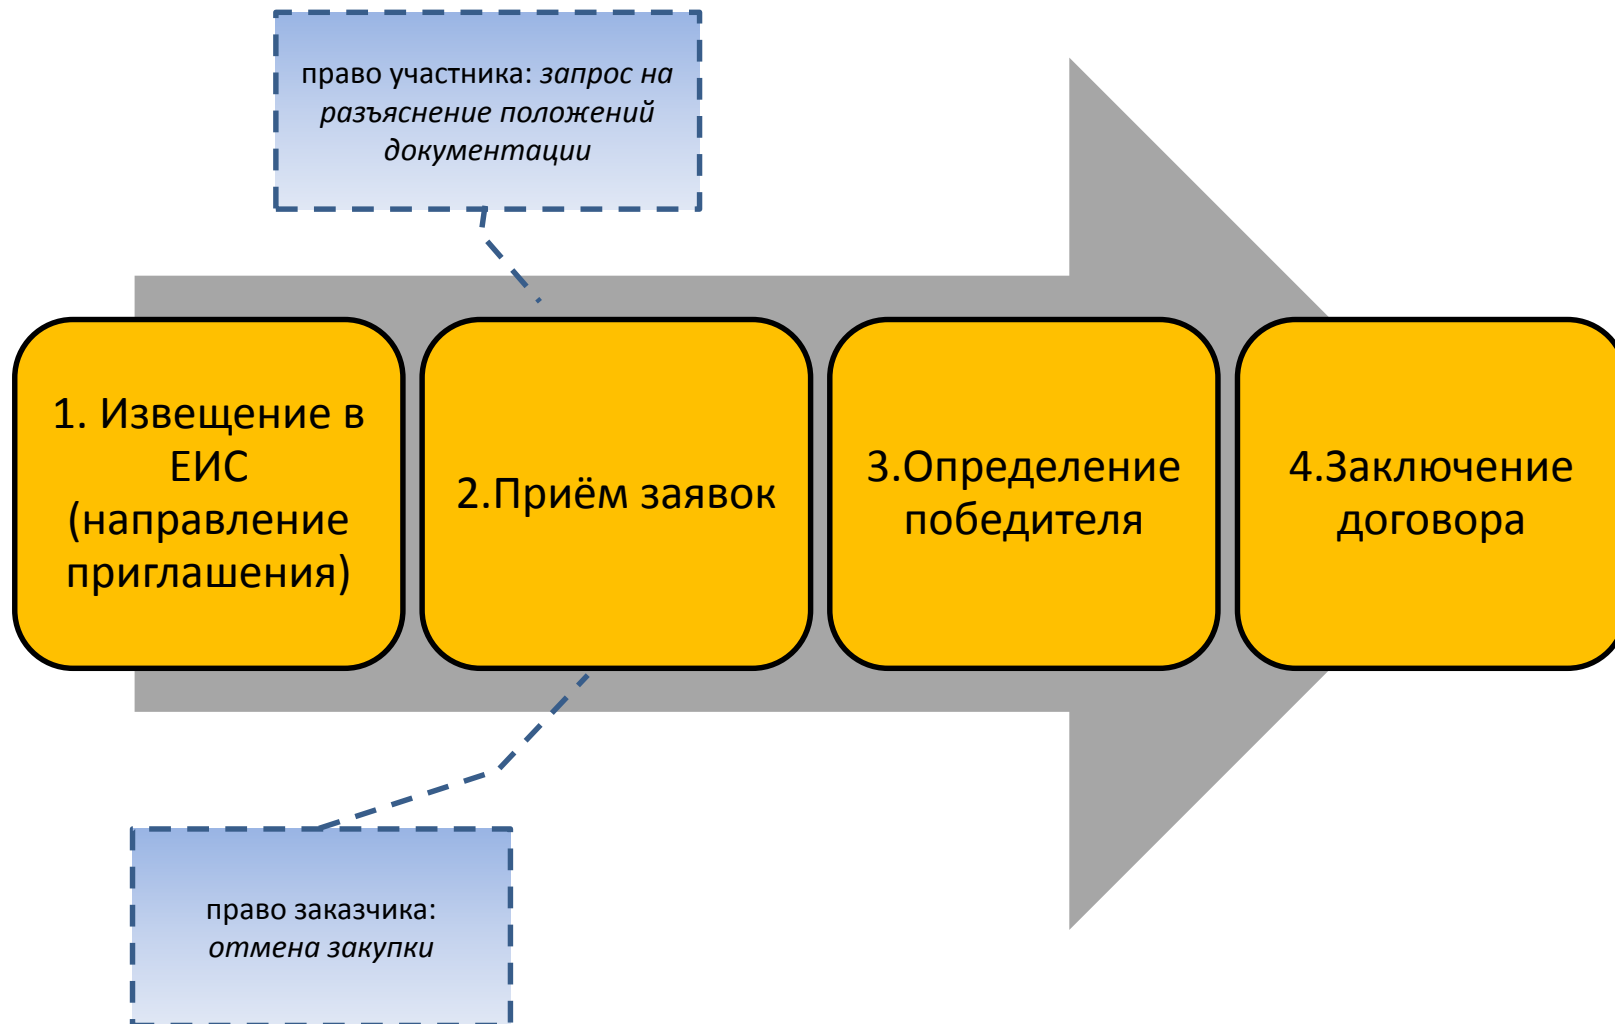 право участника: запрос на
разъяснение положений
документации
1. Извещение в
ЕИС
(направление
приглашения)
2.Приём заявок
3.Определение
победителя
4.Заключение
договора
право заказчика:
отмена закупки